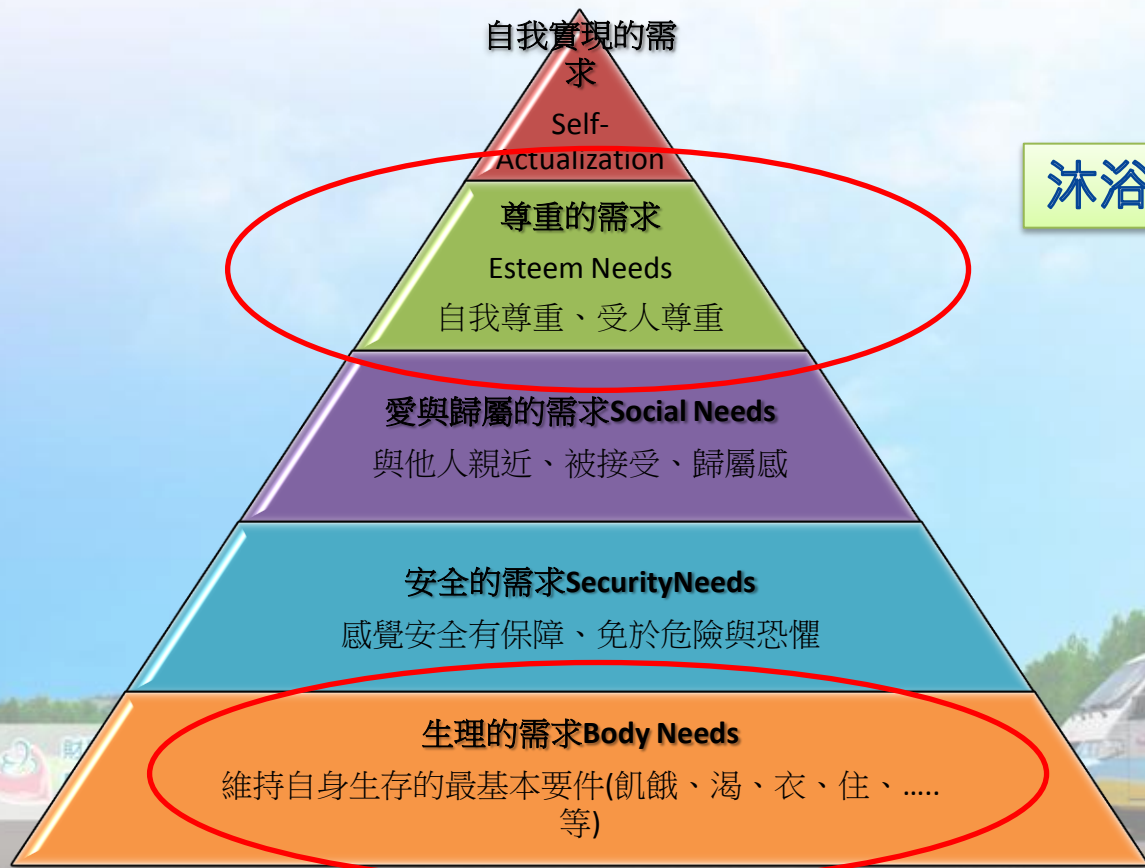 自我實現的需
求
Self-
Actualization
沐浴
尊重的需求
Esteem Needs
自我尊重、受人尊重
愛與歸屬的需求Social Needs
與他人親近、被接受、歸屬感
安全的需求SecurityNeeds
感覺安全有保障、免於危險與恐懼
生理的需求Body Needs
維持自身生存的最基本要件(飢餓、渴、衣、住、.....
等)
財